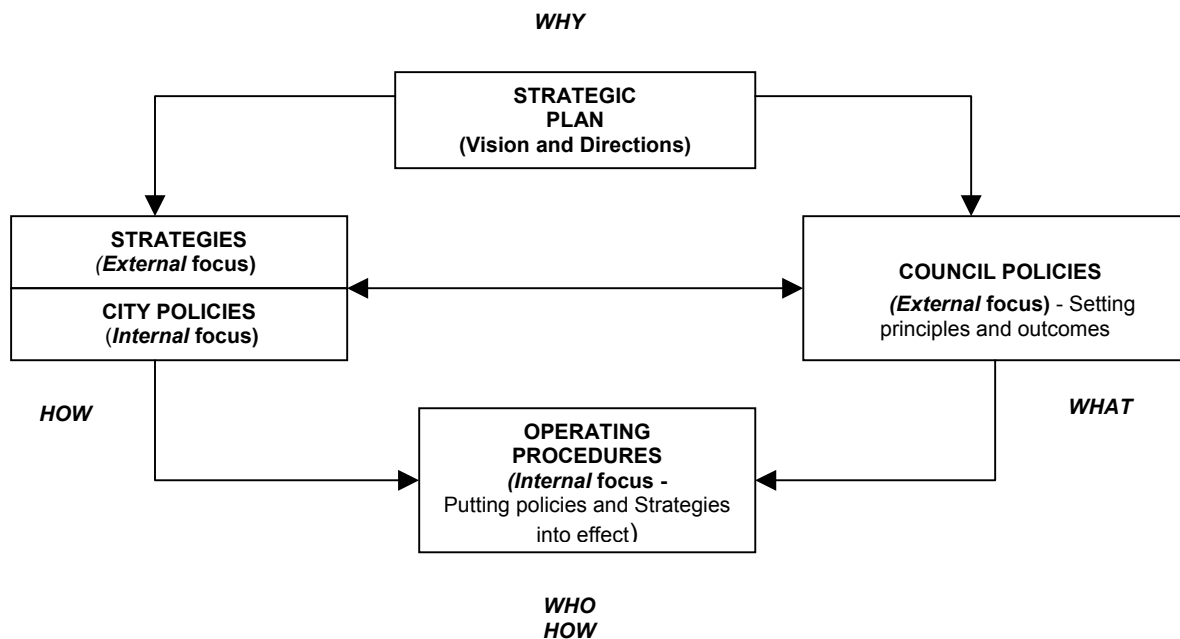 WHY
STRATEGIC
PLAN
(Vision and Directions)
STRATEGIES
(External focus)
CITY POLICIES
(Internal focus)
COUNCIL POLICIES
(External focus) - Setting
principles and outcomes
HOW
WHAT
OPERATING
PROCEDURES
(Internal focus -
Putting policies and Strategies
into effect)
WHO
HOW